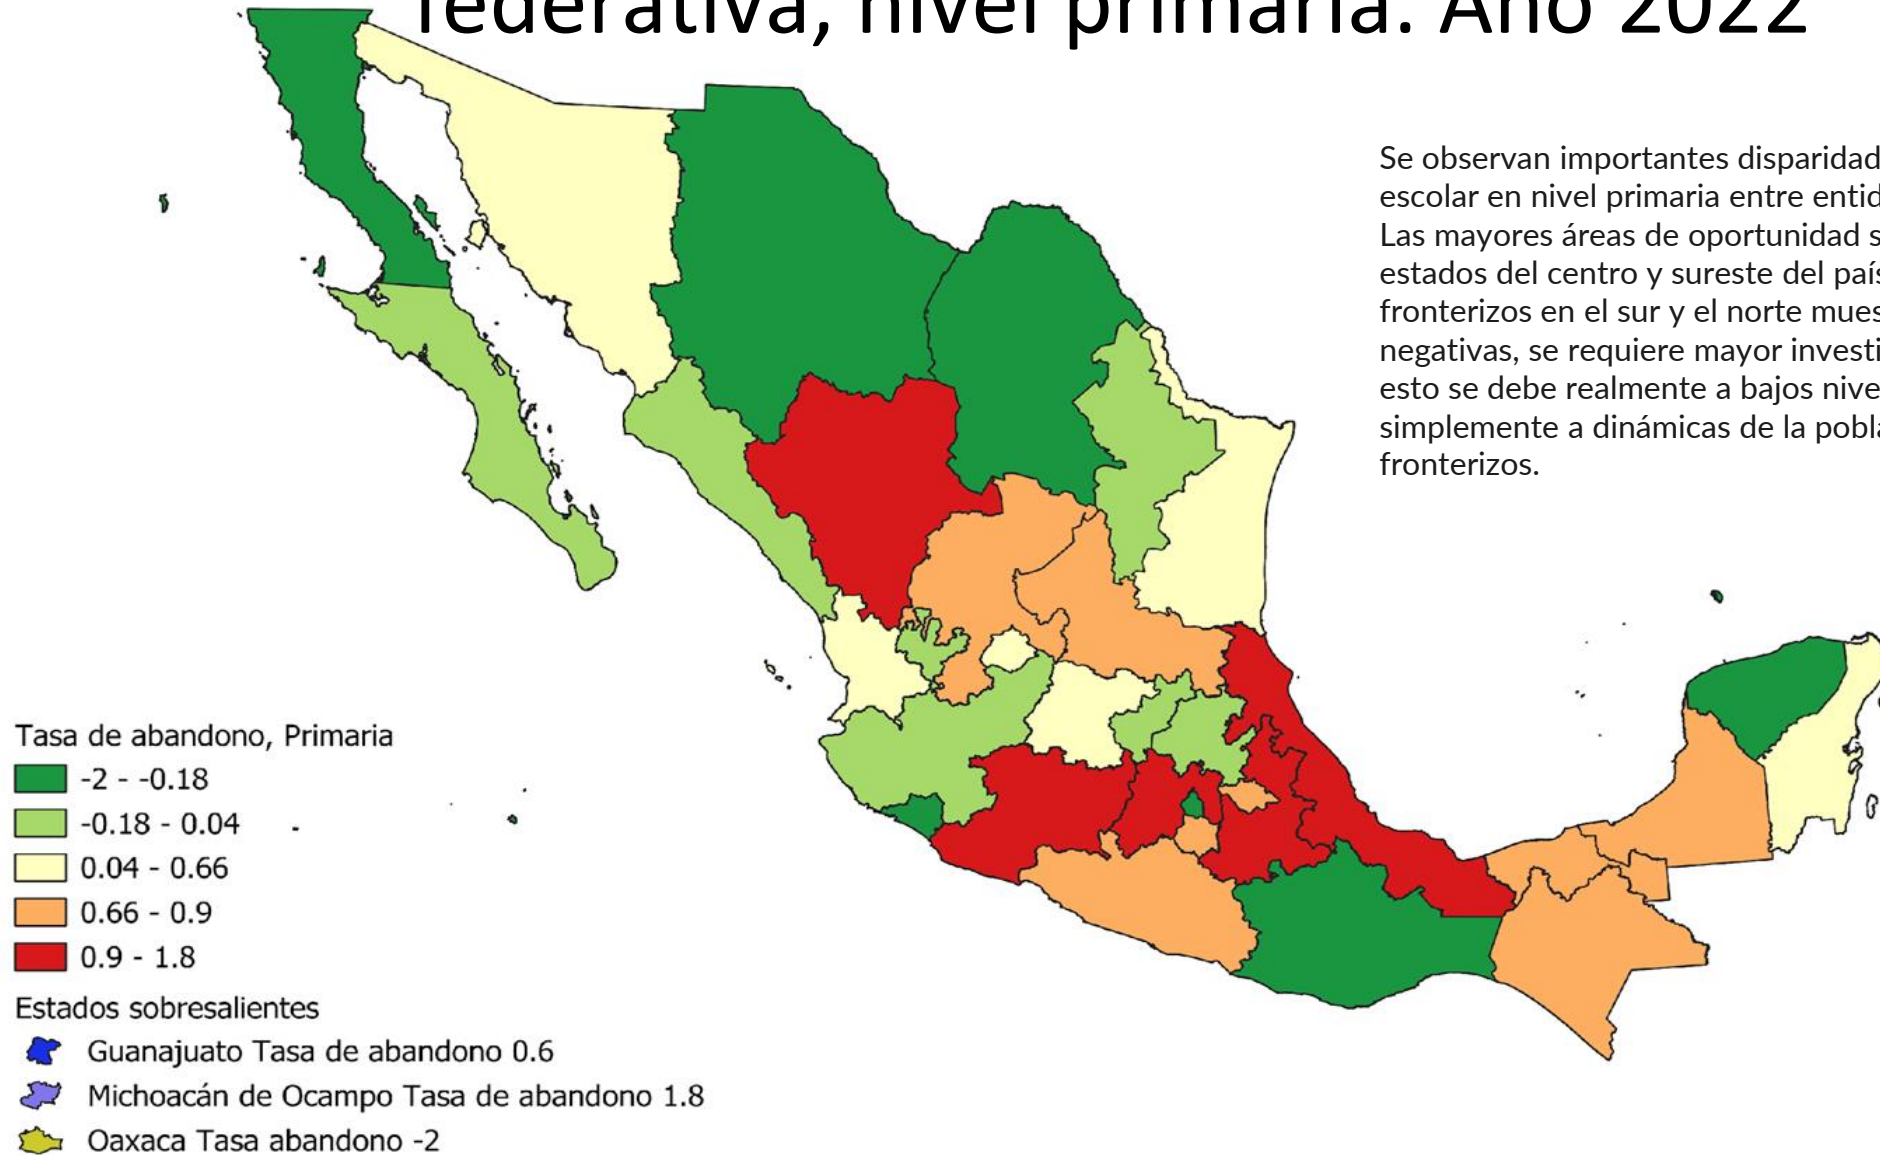 federativa, nivel primaria. Año 2022
Se observan importantes disparidad
escolar en nivel primaria entre entid
Las mayores áreas de oportunidad s
estados del centro y sureste del país
fronterizos en el sur y el norte mues
negativas, se requiere mayor investi
esto se debe realmente a bajos nive
simplemente a dinámicas de la pobla
fronterizos.
Tasa de abandono, Primaria
-2 - -0.18
-0.18 - 0.04
0.04 - 0.66
0.66 - 0.9
0.9 - 1.8
Estados sobresalientes
Guanajuato Tasa de abandono 0.6
Michoacán de Ocampo Tasa de abandono 1.8
Oaxaca Tasa abandono -2